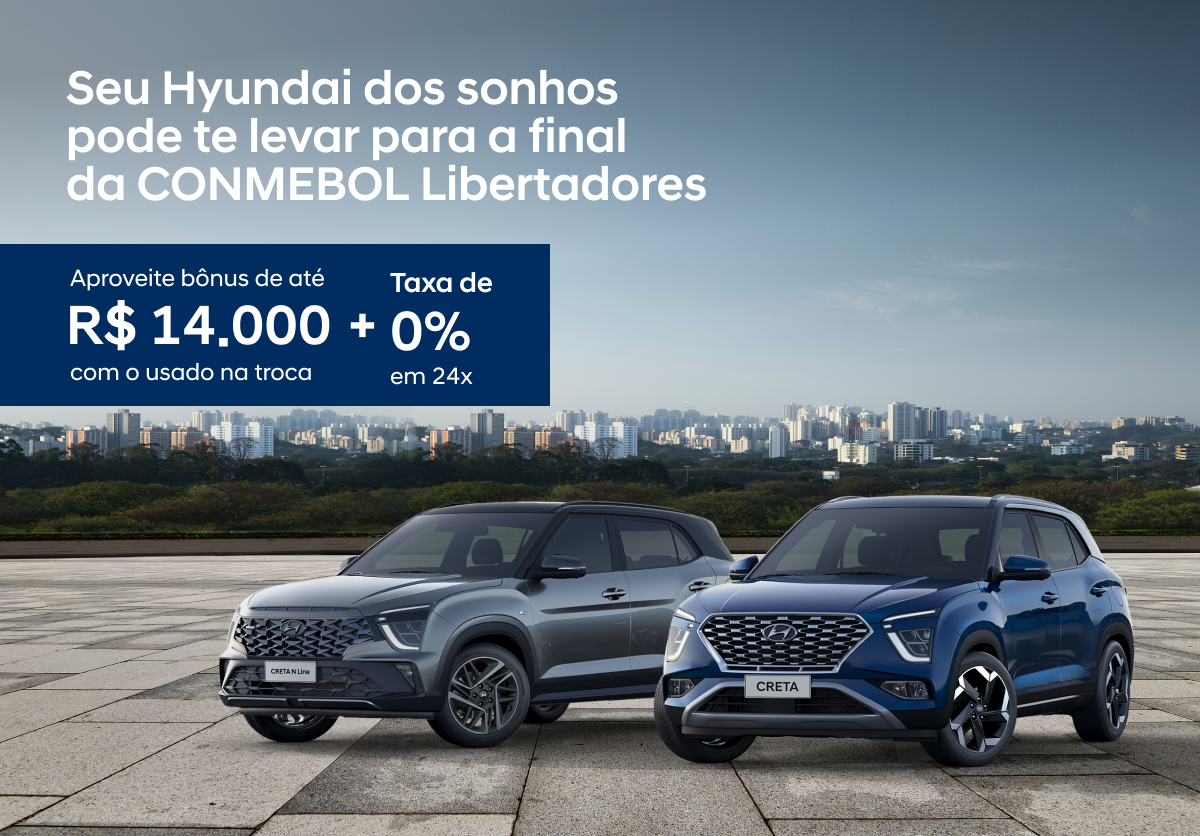 Seu Hyundai dos sonhos
pode te levar para a final
da CONMEBOL Libertadores
Aproveite bônus de até
R$ 14.000
com o usado na troca
+
Taxa de
0%
em 24x
CRETA N Line
CRETA